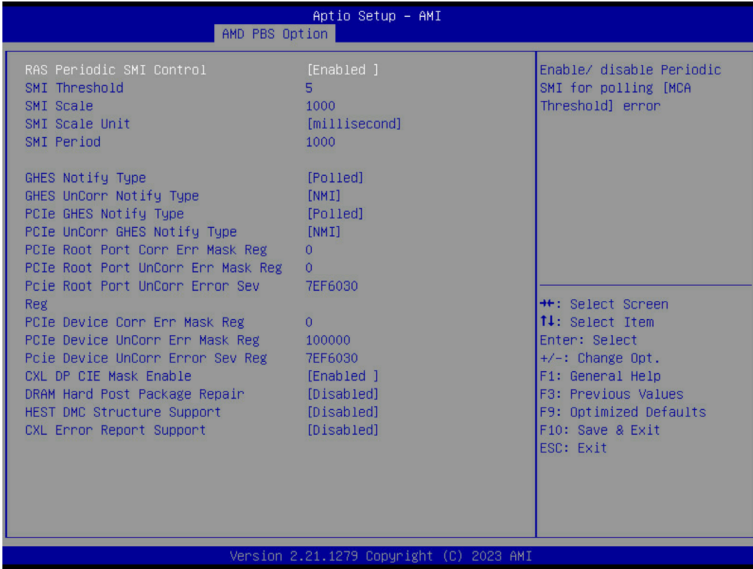 Aptio Setup – AMI
AMD PBS Option
RAS Periodic SMI Control [Enabled ]
SMI Threshold 5
SMI Scale 1000
SMI Scale Unit [millisecond]
SMI Period 1000
GHES Notify Type [Polled]
GHES UnCorr Notify Type [NMI]
PCIe GHES Notify Type [Polled]
PCIe UnCorr GHES Notify Type [NMI]
PCIe Root Port Corr Err Mask Reg 0
PCIe Root Port UnCorr Err Mask Reg 0
Pcie Root Port UnCorr Error Sev 7EF6030
Reg
PCIe Device Corr Err Mask Reg 0
PCIe Device UnCorr Err Mask Reg 100000
Pcie Device UnCorr Error Sev Reg 7EF6030
CXL DP CIE Mask Enable [Enabled ]
DRAM Hard Post Package Repair [Disabled]
HEST DMC Structure Support [Disabled]
CXL Error Report Support [Disabled]
Enable/ disable Periodic
SMI for polling [MCA
Threshold] error
→←: Select Screen
↑↓: Select Item
Enter: Select
+/-: Change Opt.
F1: General Help
F3: Previous Values
F9: Optimized Defaults
F10: Save & Exit
ESC: Exit
Version 2.21.1279 Copyright (C) 2023 AMI